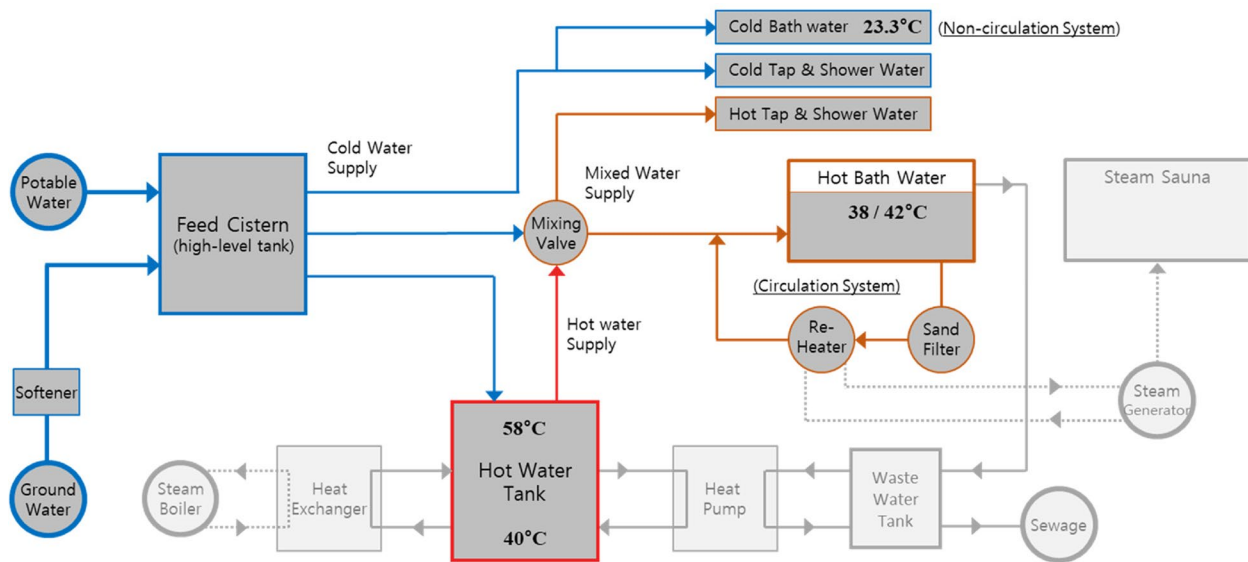 Cold Bath water 23.3°C
(Non-circulation System)
Cold Tap & Shower Water
Hot Tap & Shower Water
Cold Water
Supply
Mixed Water
Supply
Potable
Water
Feed Cistern
(high-level tank)
Mixing
Valve
Hot Bath Water
38 / 42°C
Steam Sauna
(Circulation System)
Hot water
Supply
Re-
Heater
Sand
Filter
Softener
Steam
Generator
58°C
Hot Water
Tank
40°C
Ground
Water
Steam
Boiler
Heat
Exchanger
Heat
Pump
Waste
Water
Tank
Sewage